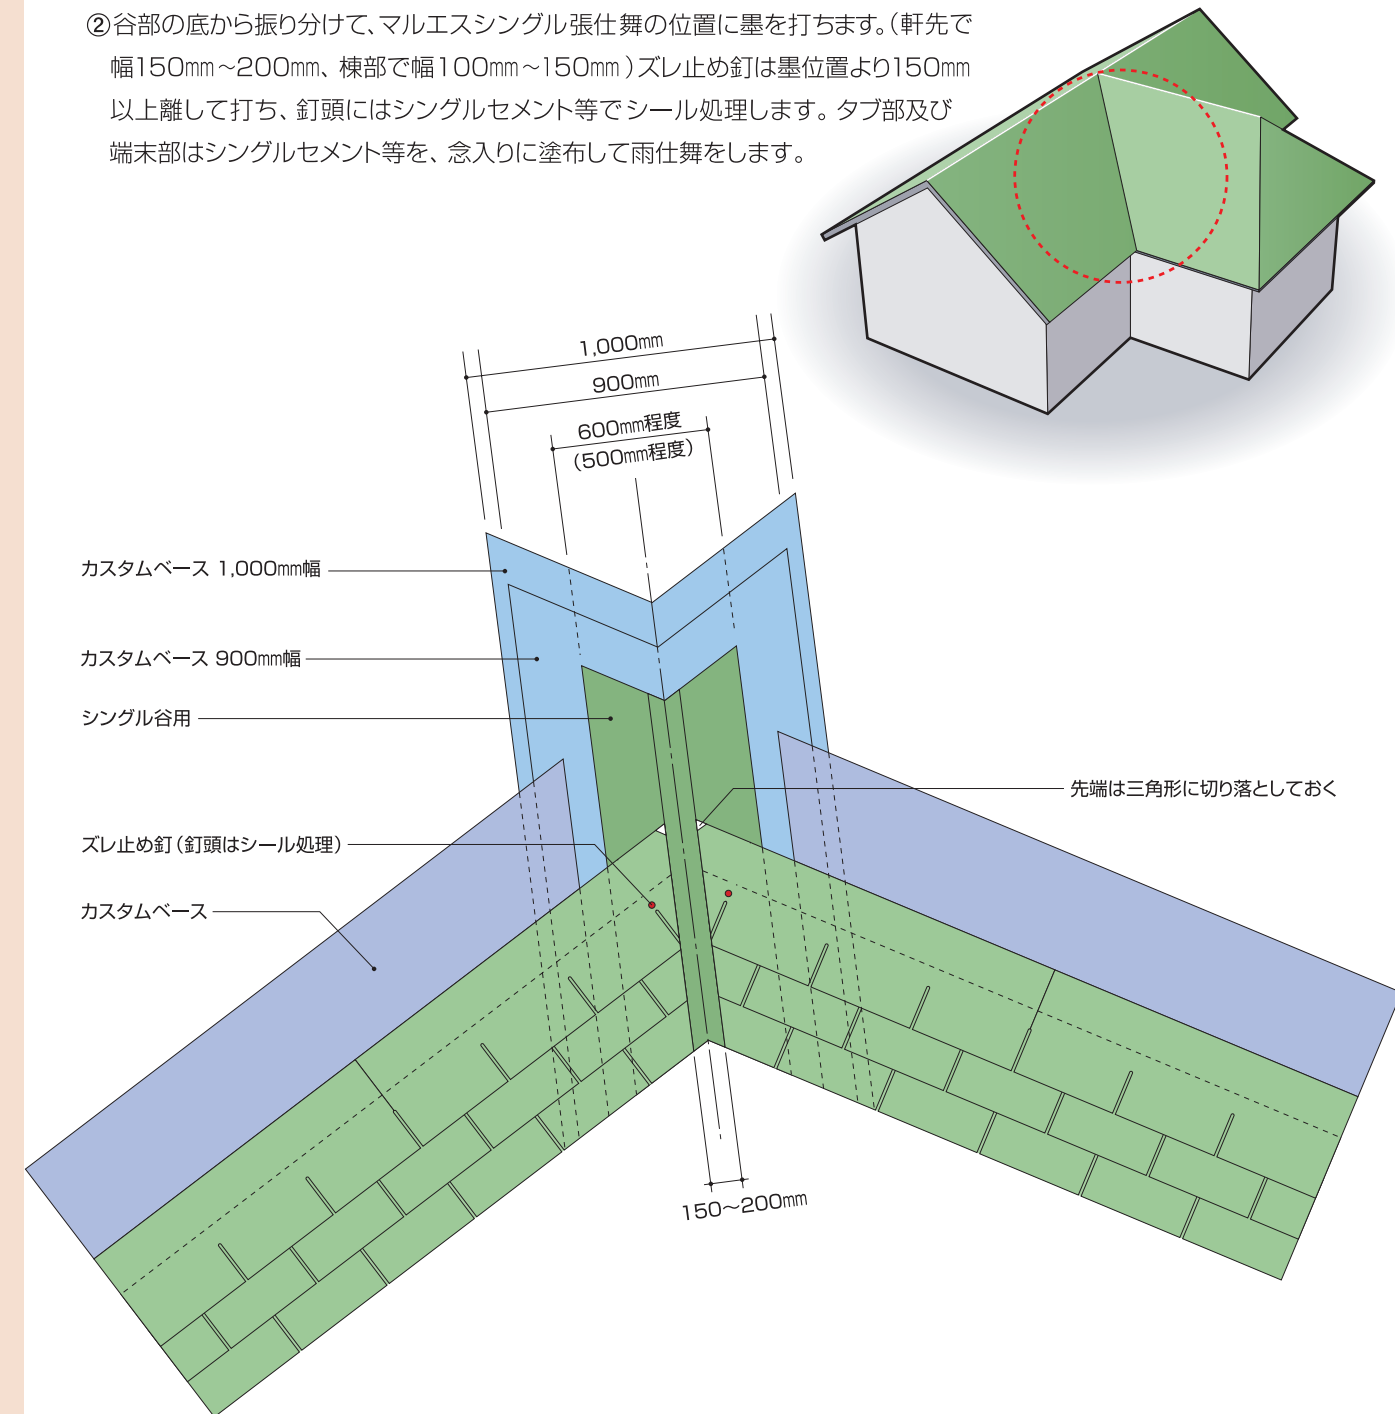 ②谷部の底から振り分けて、マルエスシングル張仕舞の位置に墨を打ちます。（軒先で
幅150㎜～200㎜、棟部で幅100㎜～150㎜）ズレ止め釘は墨位置より150㎜
以上離して打ち、釘頭にはシングルセメント等でシール処理します。タブ部及び
端末部はシングルセメント等を、念入りに塗布して雨仕舞をします。
1,000㎜
900㎜
600㎜程度
（500㎜程度）
カスタムベース 1,000㎜幅
カスタムベース 900㎜幅
シングル谷用
先端は三角形に切り落としておく
ズレ止め釘（釘頭はシール処理）
カスタムベース
150～200㎜